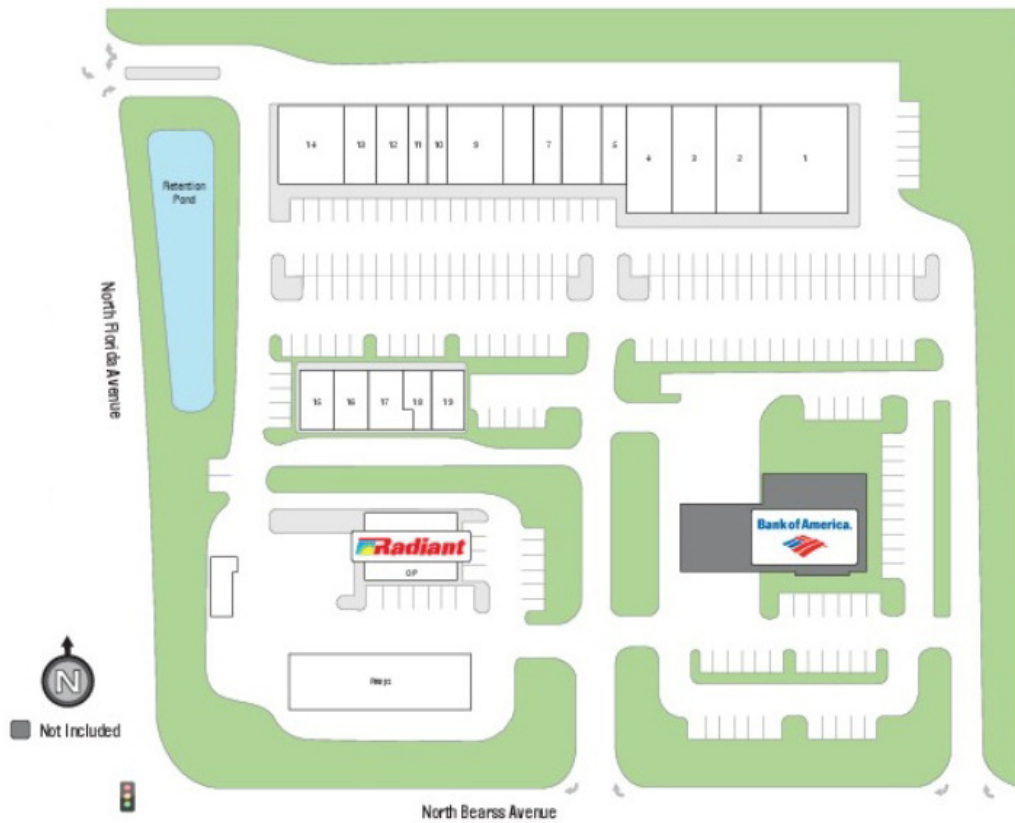 14
13
12
11
10
9
7
5
4
3
2
1
Retention
Pond
North Florida Avenue
15
16
17
18
19
Bank of America.
Radiant
O/P
N
Not Included
North Bearss Avenue